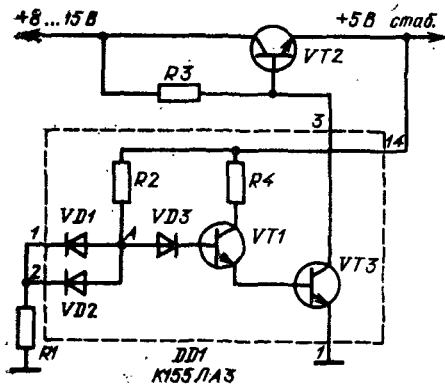 +8...15 В
+5 В стаб.
VT2
R3
3
14
R2
R4
VD1
A
VD3
VT1
1
2
VD2
VT3
R1
1
DD1
К155ЛА3